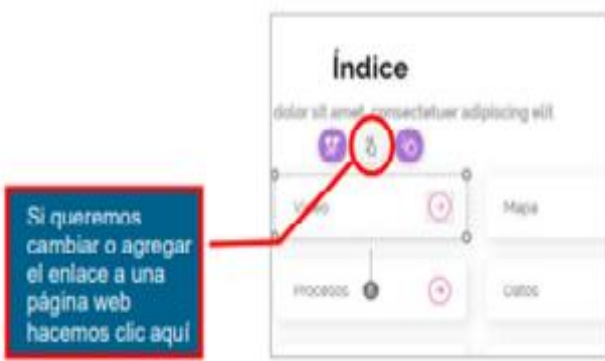 Índice
dolor sit amet, consectetuer adipiscing elit
Video
Mapa
Procesos
Datos
Si queremos
cambiar o agregar
el enlace a una
página web
hacemos clic aquí